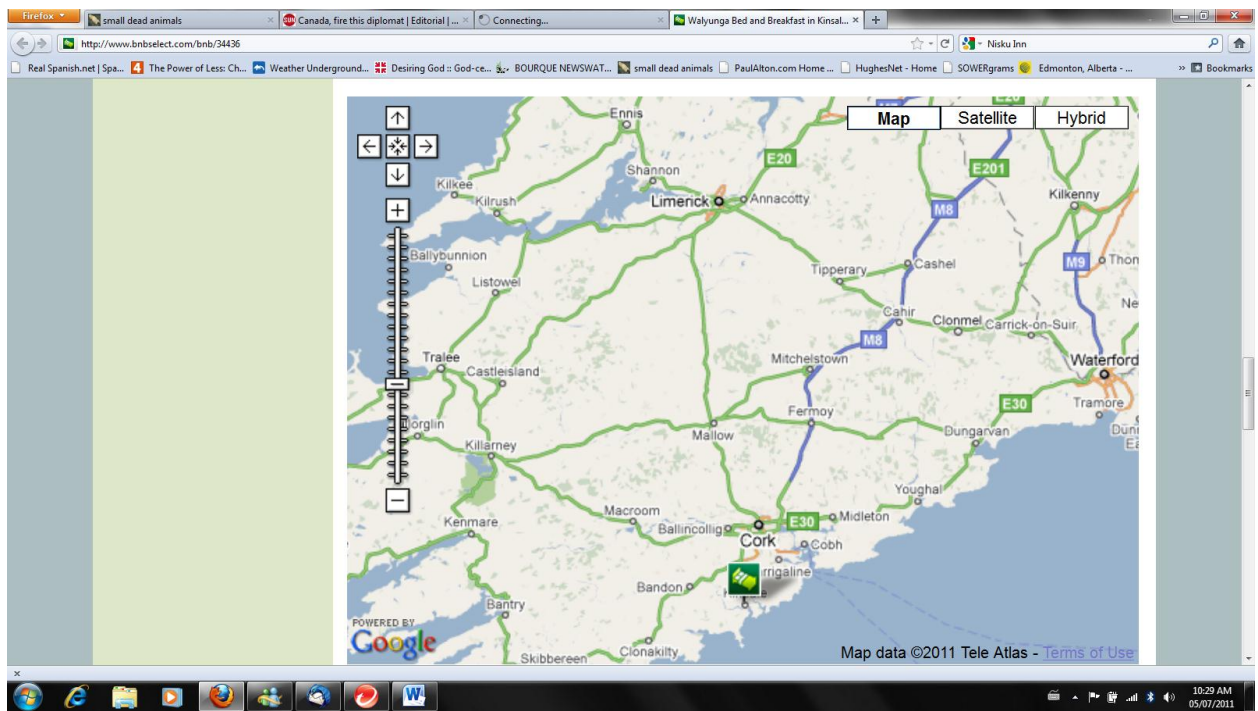 Firefox
small dead animals
Canada, fire this diplomat | Editorial | ...
Connecting...
Walyunga Bed and Breakfast in Kinsal...
http://www.bnbselect.com/bnb/34436
Nisku Inn
Real Spanish.net | Spa...
The Power of Less: Ch...
Weather Underground...
Desiring God :: God-ce...
BOURQUE NEWSWAT...
small dead animals
PaulAlton.com Home ...
HughesNet - Home
SOWERgrams
Edmonton, Alberta - ...
Bookmarks
Map
Satellite
Hybrid
Ennis
E20
E201
Shannon
Kilkee
Kilrush
Limerick
Annacotty
Kilkenny
M8
Ballybunnion
Listowel
Tipperary
Cashel
M9
Thon
Cahir
Clonmel
Carrick-on-Suir
Ne
M8
Tralee
Castleisland
Mitchelstown
Waterford
E30
Tramore
Fermoy
orglin
Mallow
Dungarvan
Killarney
Youghal
Macroom
Ballincollig
E30
Midleton
Kenmare
Cork
Cobh
rrigaline
Bandon
Bantry
POWERED BY
Google
Skibbereen
Clonakilty
Map data ©2011 Tele Atlas - Terms of Use
10:29 AM
05/07/2011